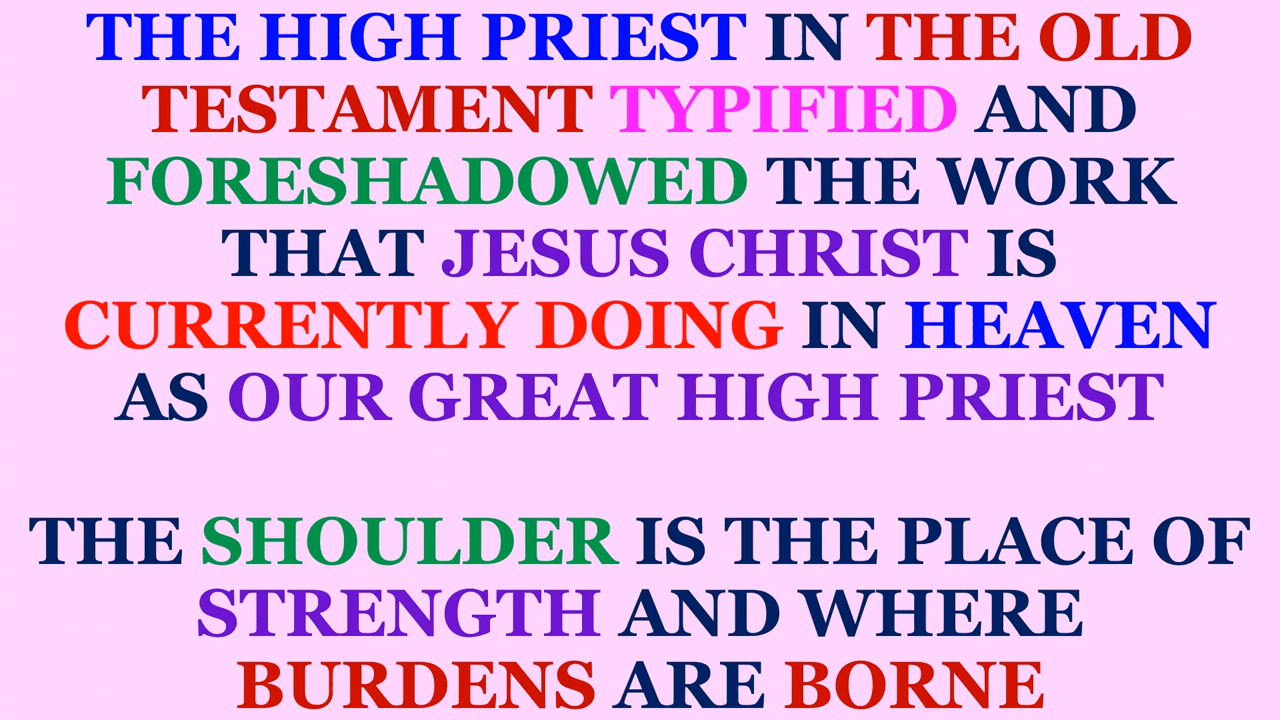 THE HIGH PRIEST IN THE OLD
TESTAMENT TYPIFIED AND
FORESHADOWED THE WORK
THAT JESUS CHRIST IS
CURRENTLY DOING IN HEAVEN
AS OUR GREAT HIGH PRIEST
THE SHOULDER IS THE PLACE OF
STRENGTH AND WHERE
BURDENS ARE BORNE